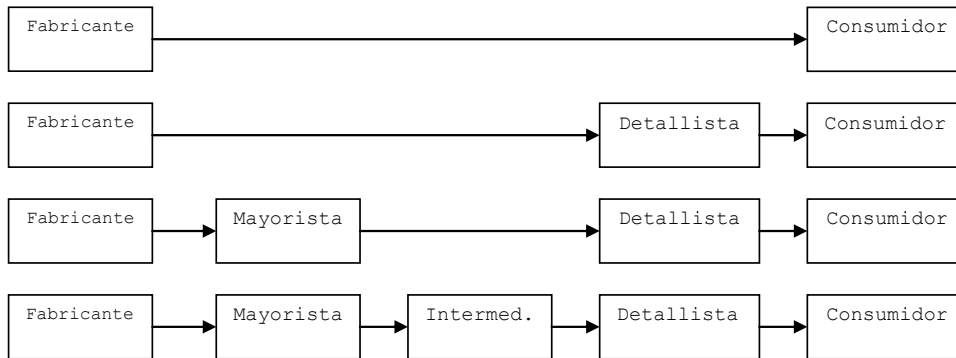 Fabricante Consumidor
Fabricante Detallista Consumidor
Fabricante Mayorista Detallista Consumidor
Fabricante Mayorista Intermed. Detallista Consumidor